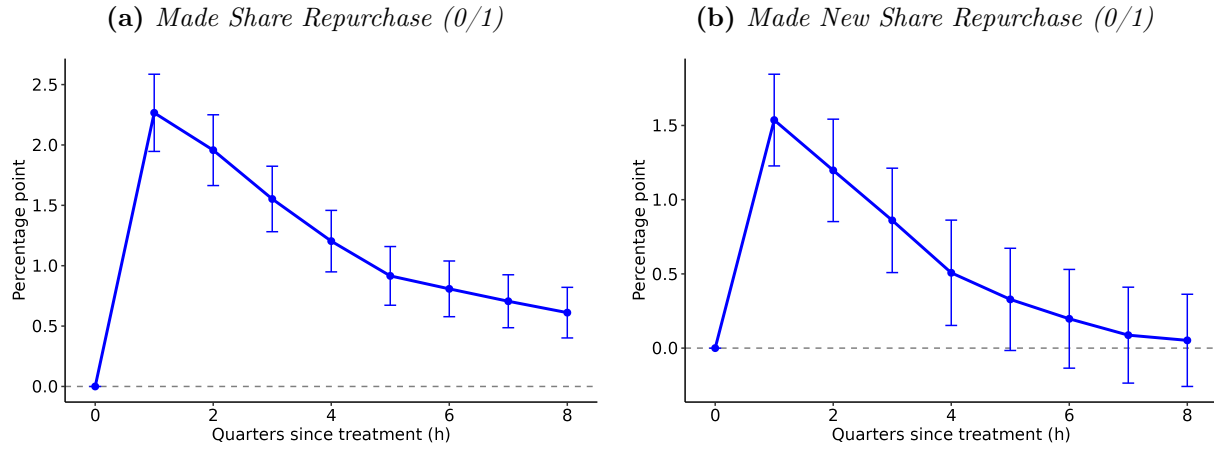 (a) Made Share Repurchase (0/1)
Percentage point
2.5
2.0
1.5
1.0
0.5
0.0
0 2 4 6 8
Quarters since treatment (h)
(b) Made New Share Repurchase (0/1)
Percentage point
1.5
1.0
0.5
0.0
0 2 4 6 8
Quarters since treatment (h)